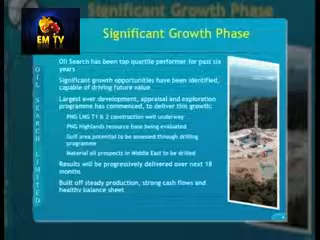 Significant Growth Phase
EM TV
Significant Growth Phase
OIL SEARCH LIMITED
Oil Search has been top quartile performer for past six
years
Significant growth opportunities have been identified,
capable of driving future value
Largest ever development, appraisal and exploration
programme has commenced, to deliver this growth:
PNG LNG T1 & 2 construction well underway
PNG Highlands resource base being evaluated
Gulf area potential to be assessed through drilling
programme
Material oil prospects in Middle East to be drilled
Results will be progressively delivered over next 18
months
Built off steady production, strong cash flows and
healthy balance sheet